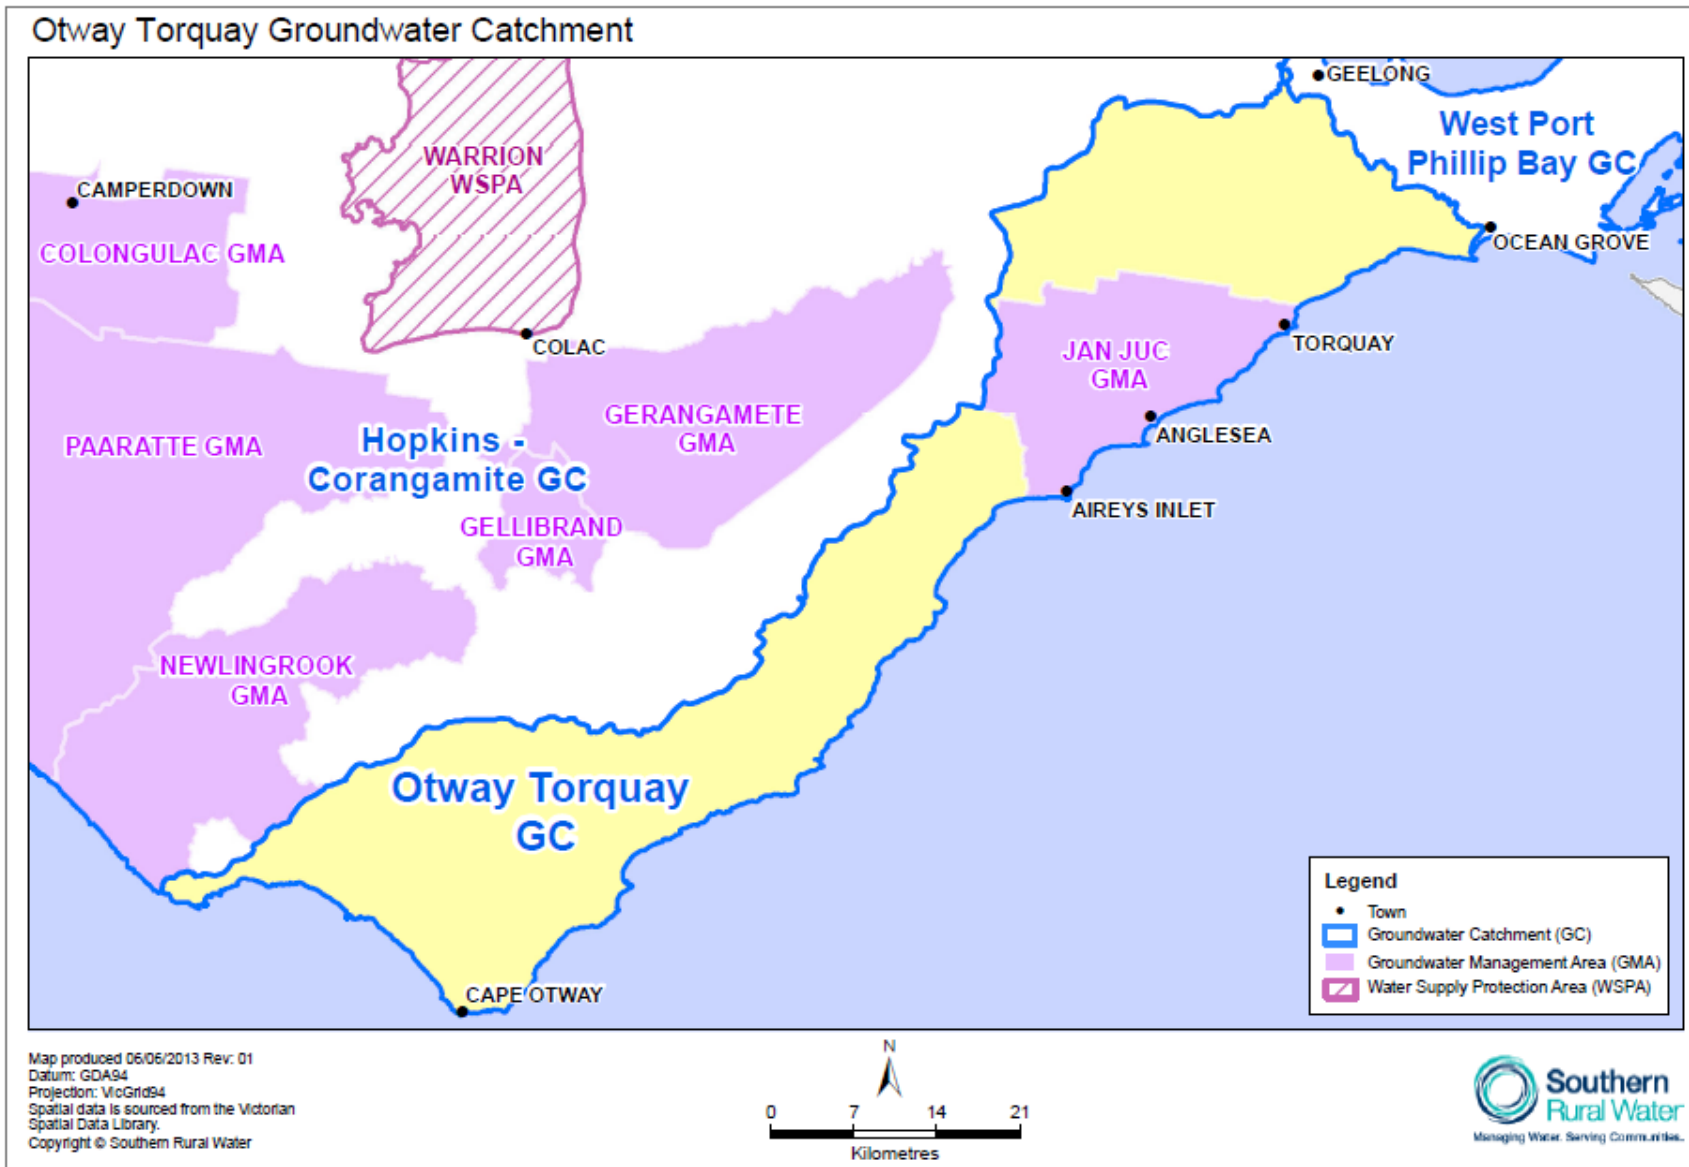 Otway Torquay Groundwater Catchment
GEELONG
West Port
Phillip Bay GC
WARRION
WSPA
CAMPERDOWN
COLONGULAC GMA
OCEAN GROVE
COLAC
TORQUAY
JAN JUC
GMA
GERANGAMETE
GMA
PAARATTE GMA
Hopkins -
Corangamite GC
ANGLESEA
AIREYS INLET
GELLIBRAND
GMA
NEWLINGROOK
GMA
Otway Torquay
GC
CAPE OTWAY
Legend
Town
Groundwater Catchment (GC)
Groundwater Management Area (GMA)
Water Supply Protection Area (WSPA)
Map produced 06/06/2013 Rev: 01
Datum: GDA94
Projection: VicGrid94
Spatial data is sourced from the Victorian
Spatial Data Library.
Copyright © Southern Rural Water
N
0 7 14 21
Kilometres
Southern
Rural Water
Managing Water. Serving Communities.